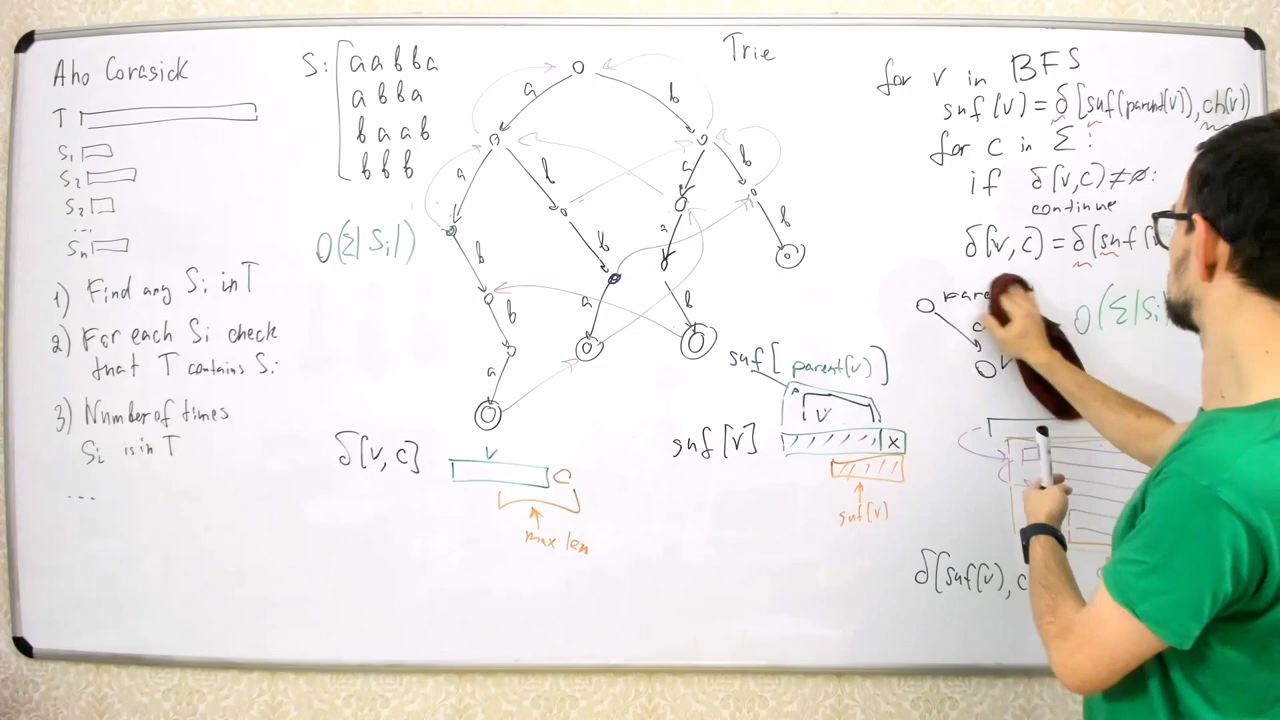 Aho Corasick
T
S1
S2
S2
...
Sn
1) Find any Si in T
2) For each Si check
that T contains Si
3) Number of times
Si is in T
...
S:
aabba
abba
baab
bbb
O(Σ|Si|)
Trie
a
b
a
b
a
b
b
b
a
b
b
a
b
a
δ[v,c]
v
c
max len
suf[parent(v)]
v
suf[v]
x
suf[v]
for v in BFS
suf[v] = δ[suf(parent(v)), ch(v)
for c in Σ:
if δ[v,c]≠∅:
continue
δ[v,c) = δ(suf(v
pare
c
v
O(Σ|Si|
δ(suf(v), c